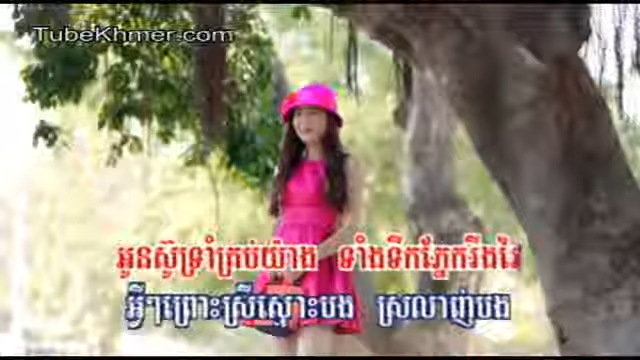 TubeKhmer.com
អូនស៊ូទ្រាំគ្រប់យ៉ាង ទាំងទឹកភ្នែករឹងរៃ
អ្វីៗព្រោះស្រីស្មោះបង ស្រលាញ់បង